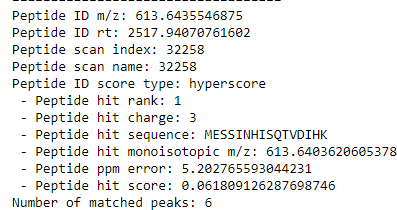 ===================================
Peptide ID m/z: 613.6435546875
Peptide ID rt: 2517.94070761602
Peptide scan index: 32258
Peptide scan name: 32258
Peptide ID score type: hyperscore
- Peptide hit rank: 1
- Peptide hit charge: 3
- Peptide hit sequence: MESSINHISQTVDIHK
- Peptide hit monoisotopic m/z: 613.6403620605378
- Peptide ppm error: 5.202765593044231
- Peptide hit score: 0.061809126287698746
Number of matched peaks: 6